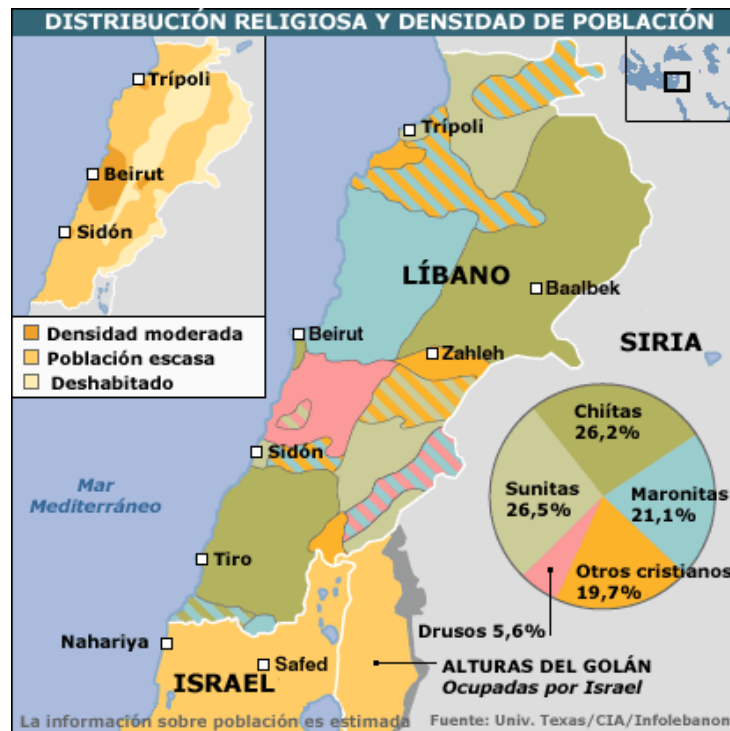 DISTRIBUCIÓN RELIGIOSA Y DENSIDAD DE POBLACIÓN
Trípoli
Beirut
Sidón
Densidad moderada
Población escasa
Deshabitado
Trípoli
LÍBANO
Baalbek
Beirut
Zahleh
SIRIA
Sidón
Mar
Mediterráneo
Tiro
Nahariya
Safed
ISRAEL
Chiítas
26,2%
Maronitas
21,1%
Sunitas
26,5%
Otros cristianos
19,7%
Drusos 5,6%
ALTURAS DEL GOLÁN
Ocupadas por Israel
La información sobre población es estimada
Fuente: Univ. Texas/CIA/Infolebanon